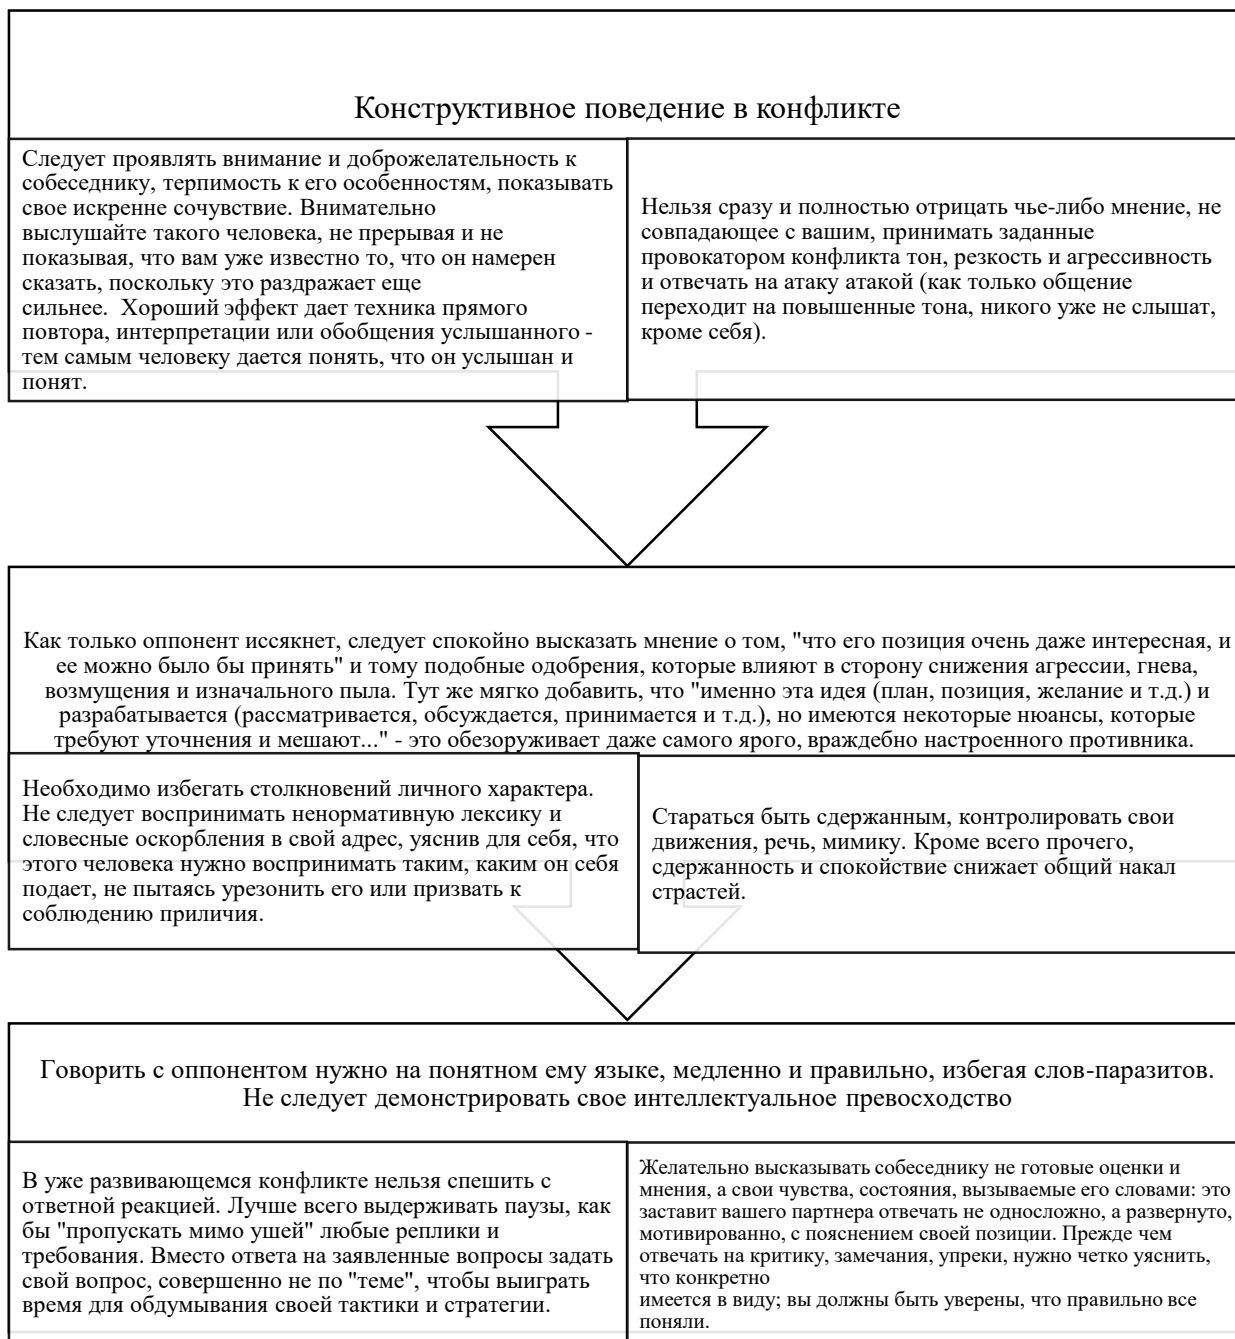 Конструктивное поведение в конфликте
Следует проявлять внимание и доброжелательность к
собеседнику, терпимость к его особенностям, показывать
свое искренне сочувствие. Внимательно
выслушайте такого человека, не прерывая и не
показывая, что вам уже известно то, что он намерен
сказать, поскольку это раздражает еще
сильнее.  Хороший эффект дает техника прямого
повтора, интерпретации или обобщения услышанного -
тем самым человеку дается понять, что он услышан и
понят.
Нельзя сразу и полностью отрицать чье-либо мнение, не
совпадающее с вашим, принимать заданные
провокатором конфликта тон, резкость и агрессивность
и отвечать на атаку атакой (как только общение
переходит на повышенные тона, никого уже не слышат,
кроме себя).
Как только оппонент иссякнет, следует спокойно высказать мнение о том, "что его позиция очень даже интересная, и
ее можно было бы принять" и тому подобные одобрения, которые влияют в сторону снижения агрессии, гнева,
возмущения и изначального пыла. Тут же мягко добавить, что "именно эта идея (план, позиция, желание и т.д.) и
разрабатывается (рассматривается, обсуждается, принимается и т.д.), но имеются некоторые нюансы, которые
требуют уточнения и мешают..." - это обезоруживает даже самого ярого, враждебно настроенного противника.
Необходимо избегать столкновений личного характера.
Не следует воспринимать ненормативную лексику и
словесные оскорбления в свой адрес, уяснив для себя, что
этого человека нужно воспринимать таким, каким он себя
подает, не пытаясь урезонить его или призвать к
соблюдению приличия.
Стараться быть сдержанным, контролировать свои
движения, речь, мимику. Кроме всего прочего,
сдержанность и спокойствие снижает общий накал
страстей.
Говорить с оппонентом нужно на понятном ему языке, медленно и правильно, избегая слов-паразитов.
Не следует демонстрировать свое интеллектуальное превосходство
В уже развивающемся конфликте нельзя спешить с
ответной реакцией. Лучше всего выдерживать паузы, как
бы "пропускать мимо ушей" любые реплики и
требования. Вместо ответа на заявленные вопросы задать
свой вопрос, совершенно не по "теме", чтобы выиграть
время для обдумывания своей тактики и стратегии.
Желательно высказывать собеседнику не готовые оценки и
мнения, а свои чувства, состояния, вызываемые его словами: это
заставит вашего партнера отвечать не односложно, а развернуто,
мотивированно, с пояснением своей позиции. Прежде чем
отвечать на критику, замечания, упреки, нужно четко уяснить,
что конкретно
имеется в виду; вы должны быть уверены, что правильно все
поняли.